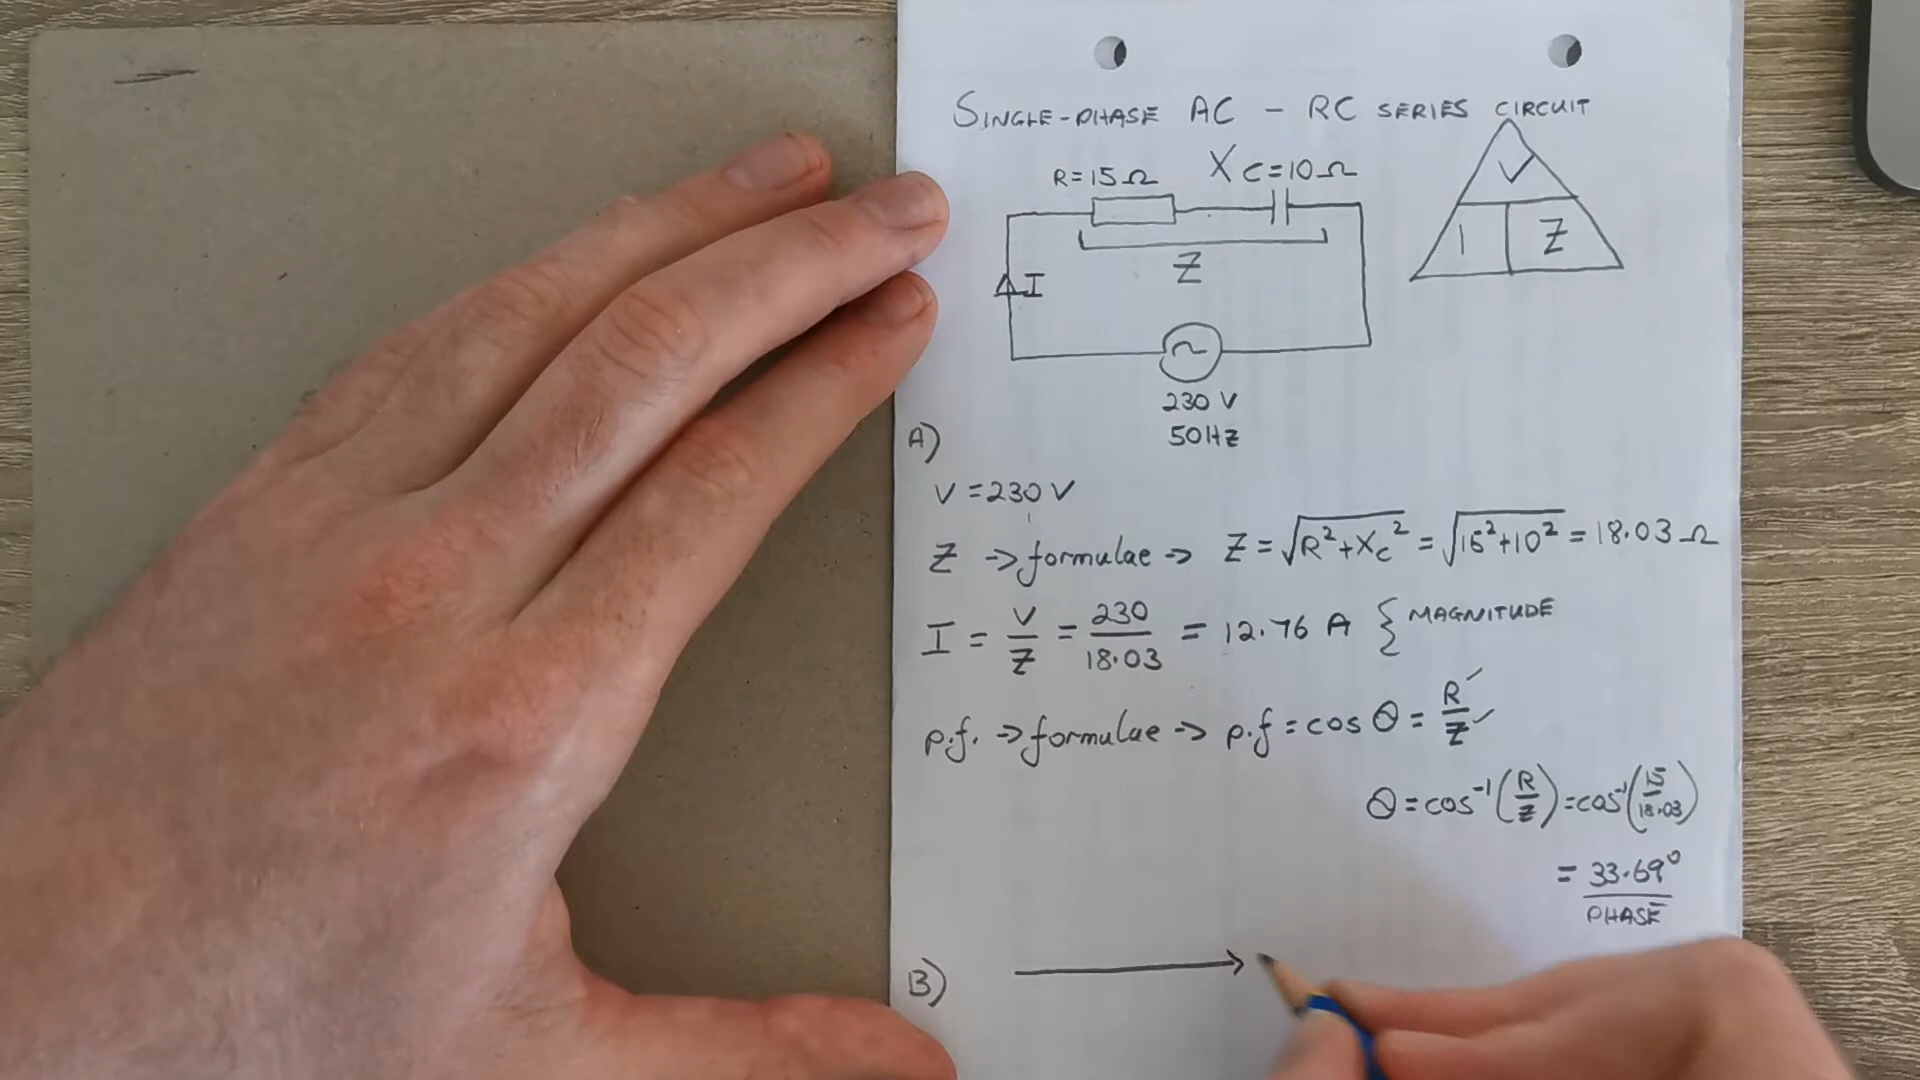 SINGLE-PHASE AC - RC SERIES CIRCUIT
R=15Ω XC=10Ω
V
I Z
Z
I
230 V
50Hz
A)
V=230V
Z → formulae → Z = √R²+Xc² = √15²+10² = 18.03 Ω
I = V/Z = 230/18.03 = 12.76 A { MAGNITUDE
p.f. → formulae → p.f = cos θ = R/Z
θ = cos⁻¹(R/Z) = cos⁻¹(15/18.03)
= 33.69°
PHASE
B)